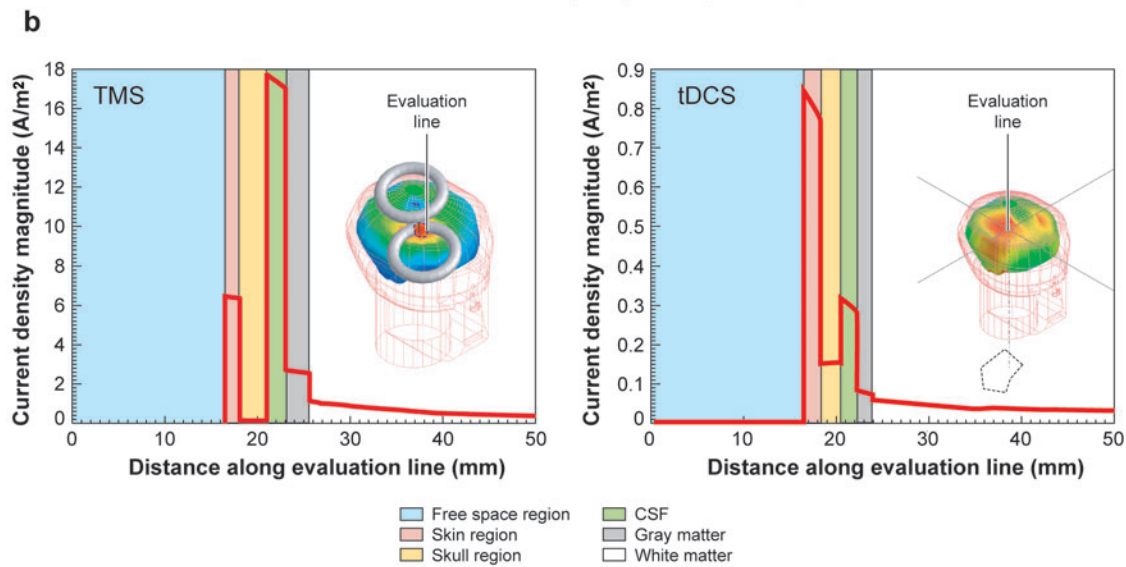 b
TMS
Evaluation
line
Current density magnitude (A/m²)
18
16
14
12
10
8
6
4
2
0
0
10
20
30
40
50
Distance along evaluation line (mm)
tDCS
Evaluation
line
Current density magnitude (A/m²)
0.9
0.8
0.7
0.6
0.5
0.4
0.3
0.2
0.1
0
0
10
20
30
40
50
Distance along evaluation line (mm)
Free space region
Skin region
Skull region
CSF
Gray matter
White matter